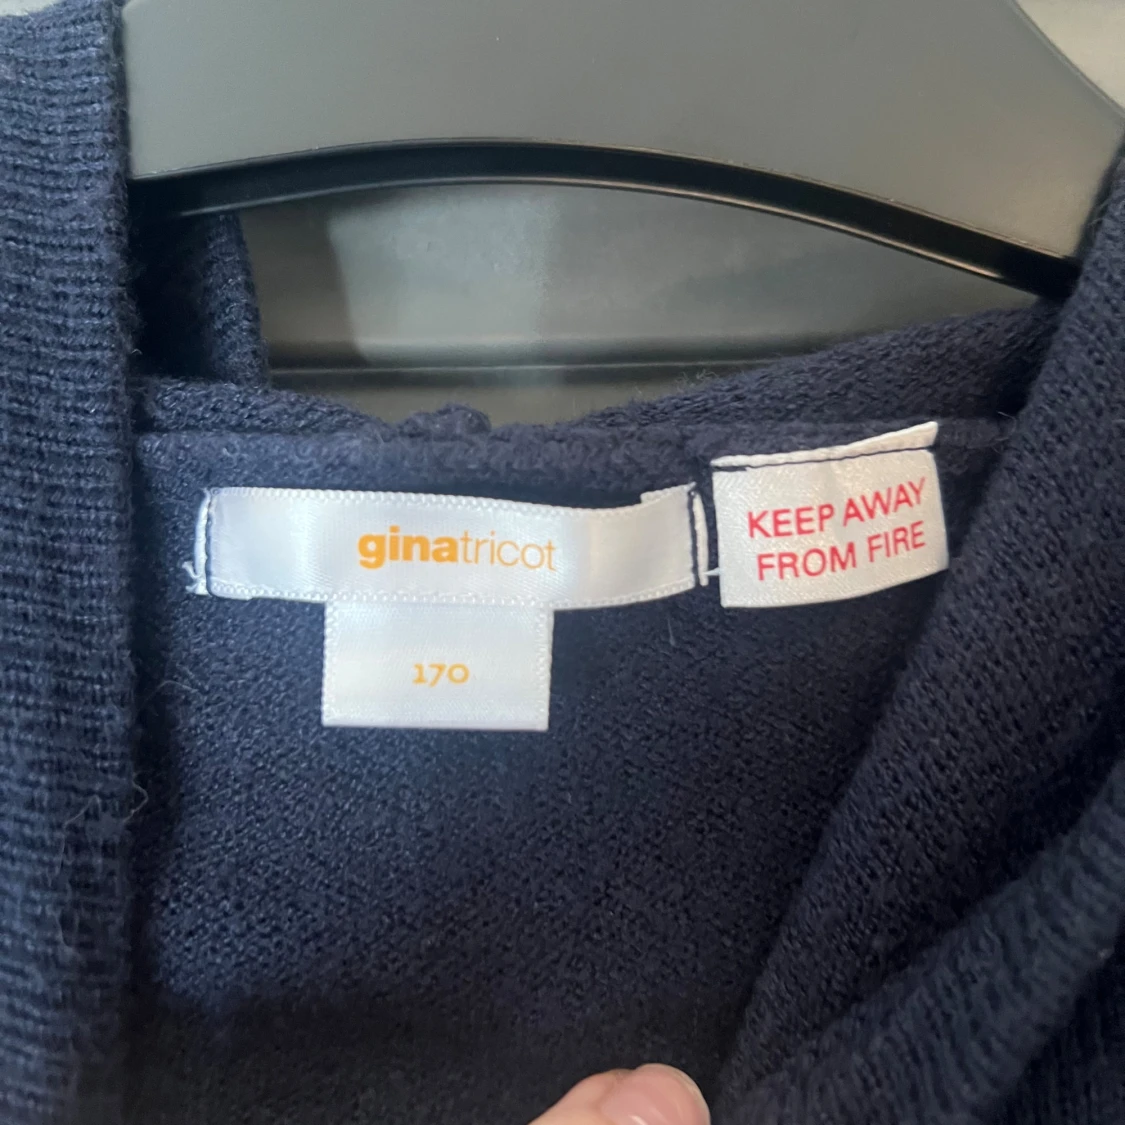 ginatricot
170
KEEP AWAY
FROM FIRE